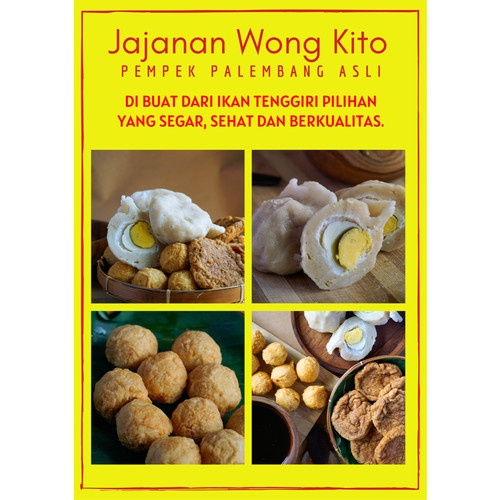 Jajanan Wong Kito
PEMPEK PALEMBANG ASLI
DI BUAT DARI IKAN TENGGIRI PILIHAN
YANG SEGAR, SEHAT DAN BERKUALITAS.